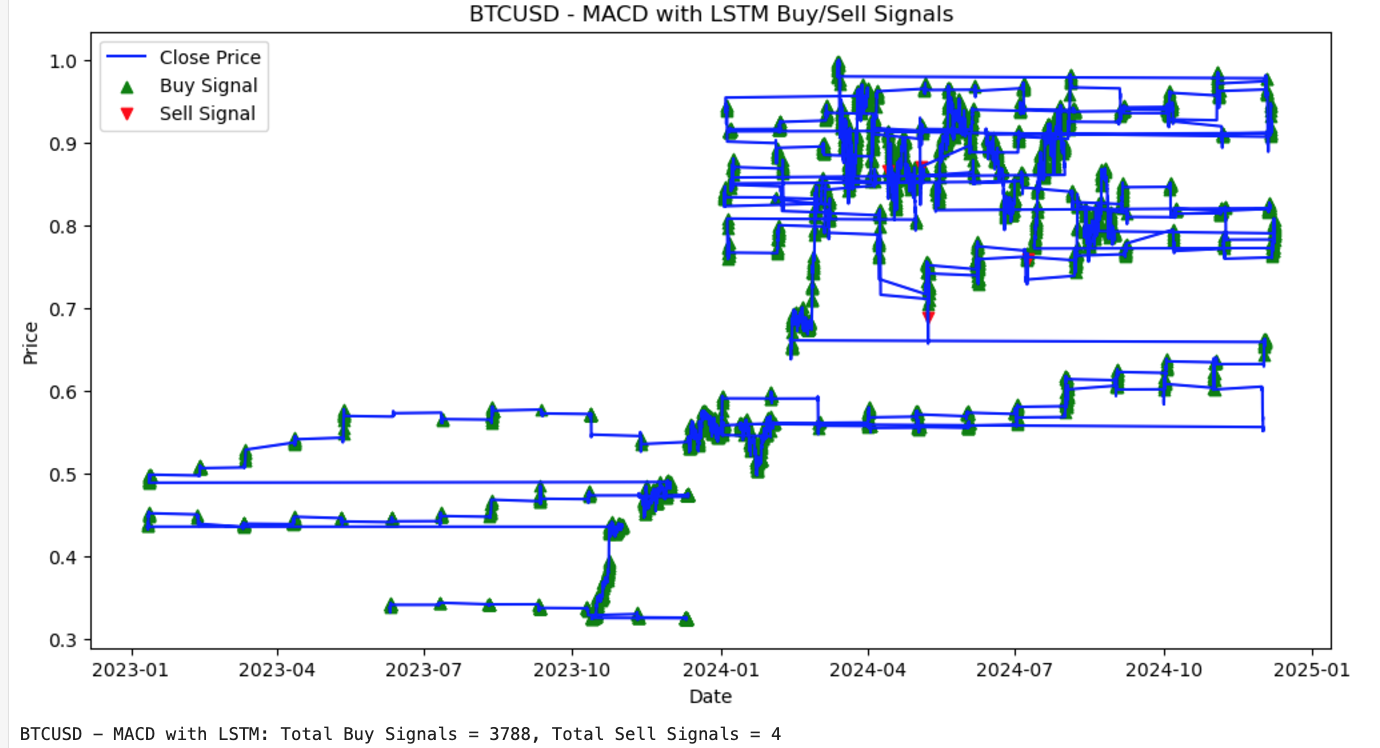 BTCUSD - MACD with LSTM Buy/Sell Signals
Close Price
Buy Signal
Sell Signal
1.0
0.9
0.8
0.7
0.6
0.5
0.4
0.3
Price
2023-01 2023-04 2023-07 2023-10 2024-01 2024-04 2024-07 2024-10 2025-01
Date
BTCUSD - MACD with LSTM: Total Buy Signals = 3788, Total Sell Signals = 4